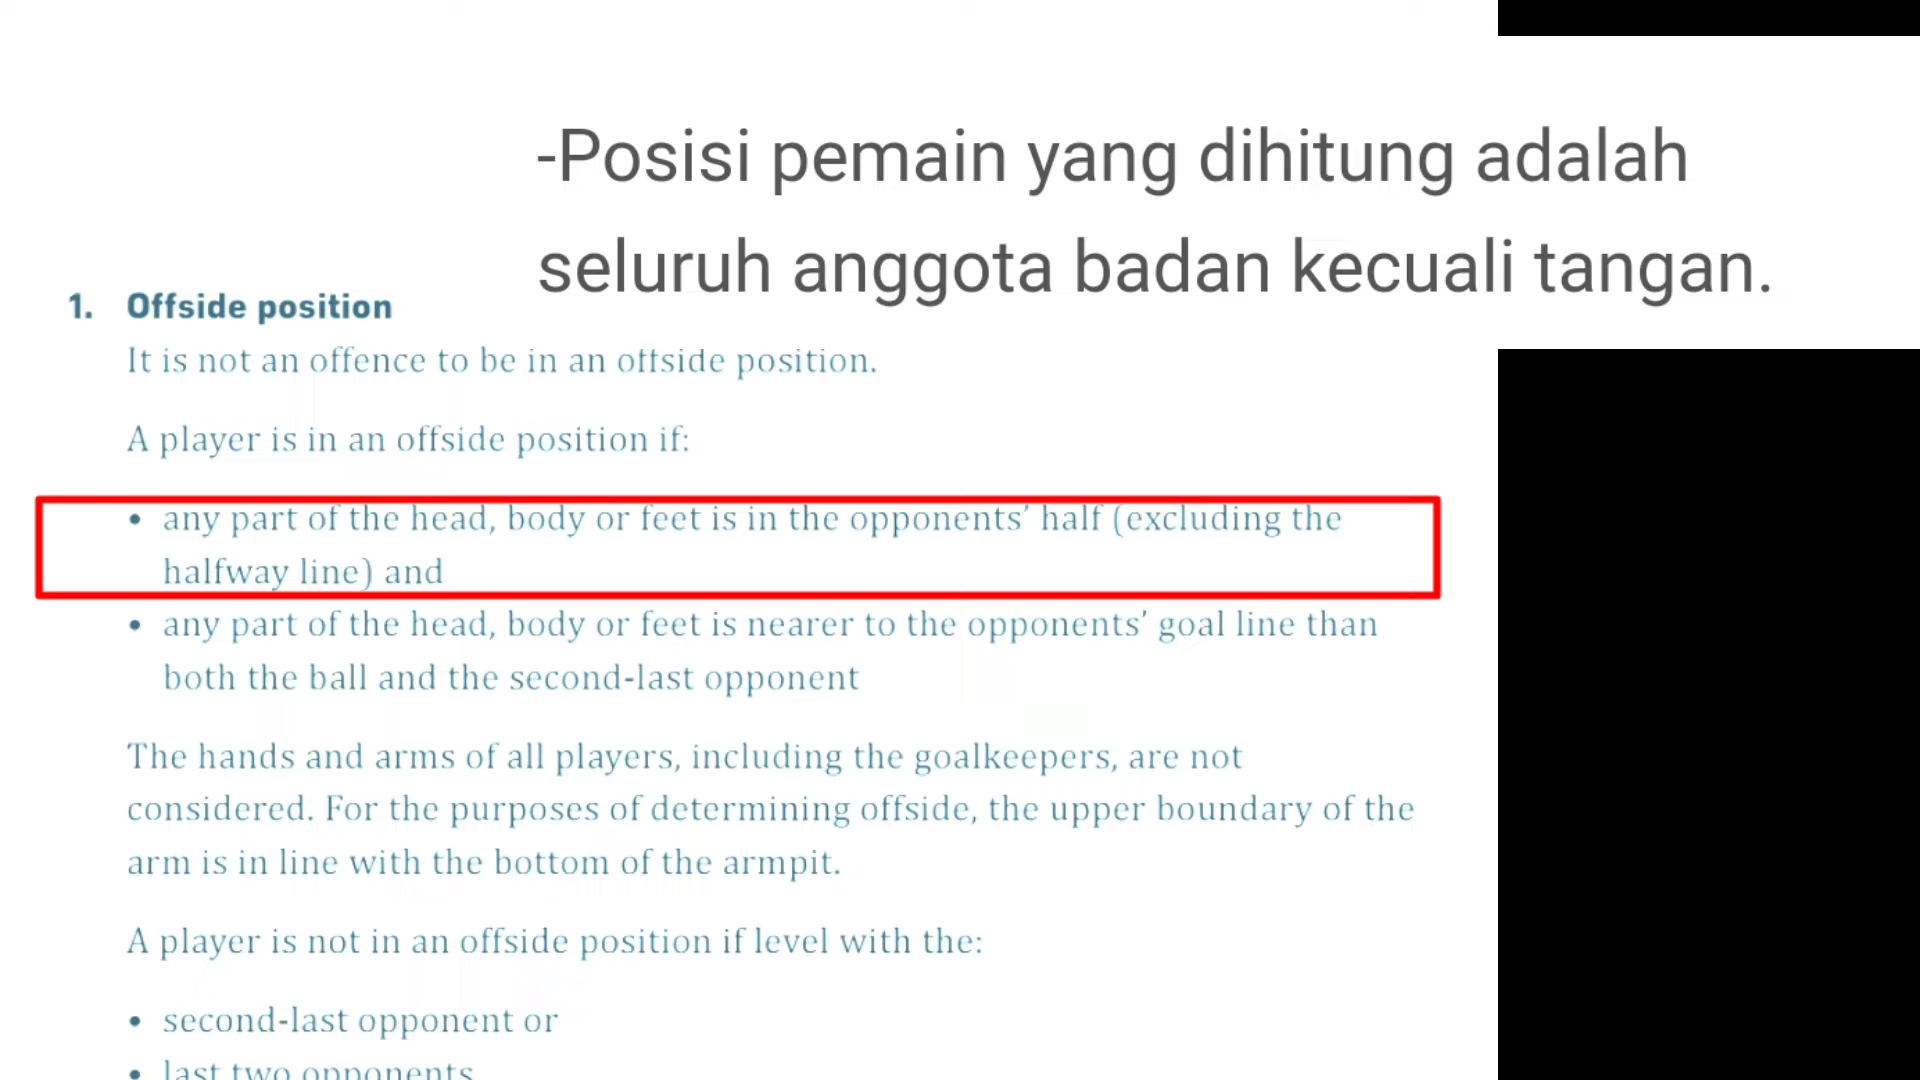 -Posisi pemain yang dihitung adalah
seluruh anggota badan kecuali tangan.
1. Offside position
It is not an offence to be in an offside position.
A player is in an offside position if:
• any part of the head, body or feet is in the opponents’ half (excluding the
halfway line) and
• any part of the head, body or feet is nearer to the opponents’ goal line than
both the ball and the second-last opponent
The hands and arms of all players, including the goalkeepers, are not
considered. For the purposes of determining offside, the upper boundary of the
arm is in line with the bottom of the armpit.
A player is not in an offside position if level with the:
• second-last opponent or
• last two opponents